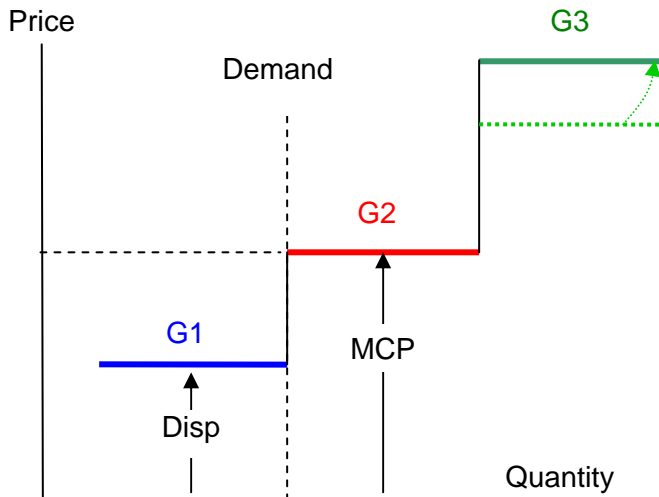 Price
G3
Demand
G2
G1
MCP
Disp
Quantity